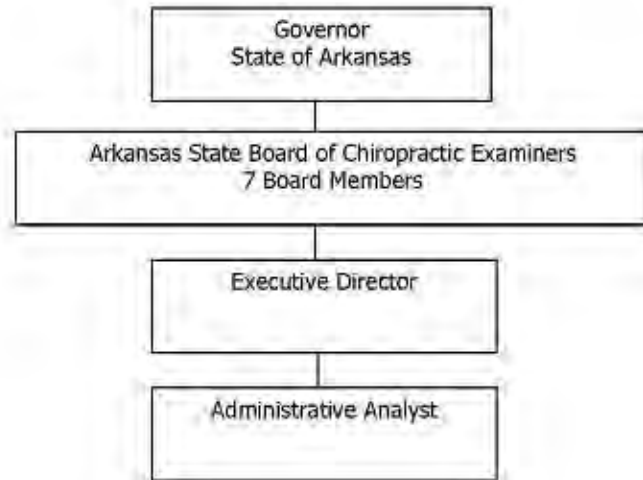 Governor
State of Arkansas
Arkansas State Board of Chiropractic Examiners
7 Board Members
Executive Director
Administrative Analyst